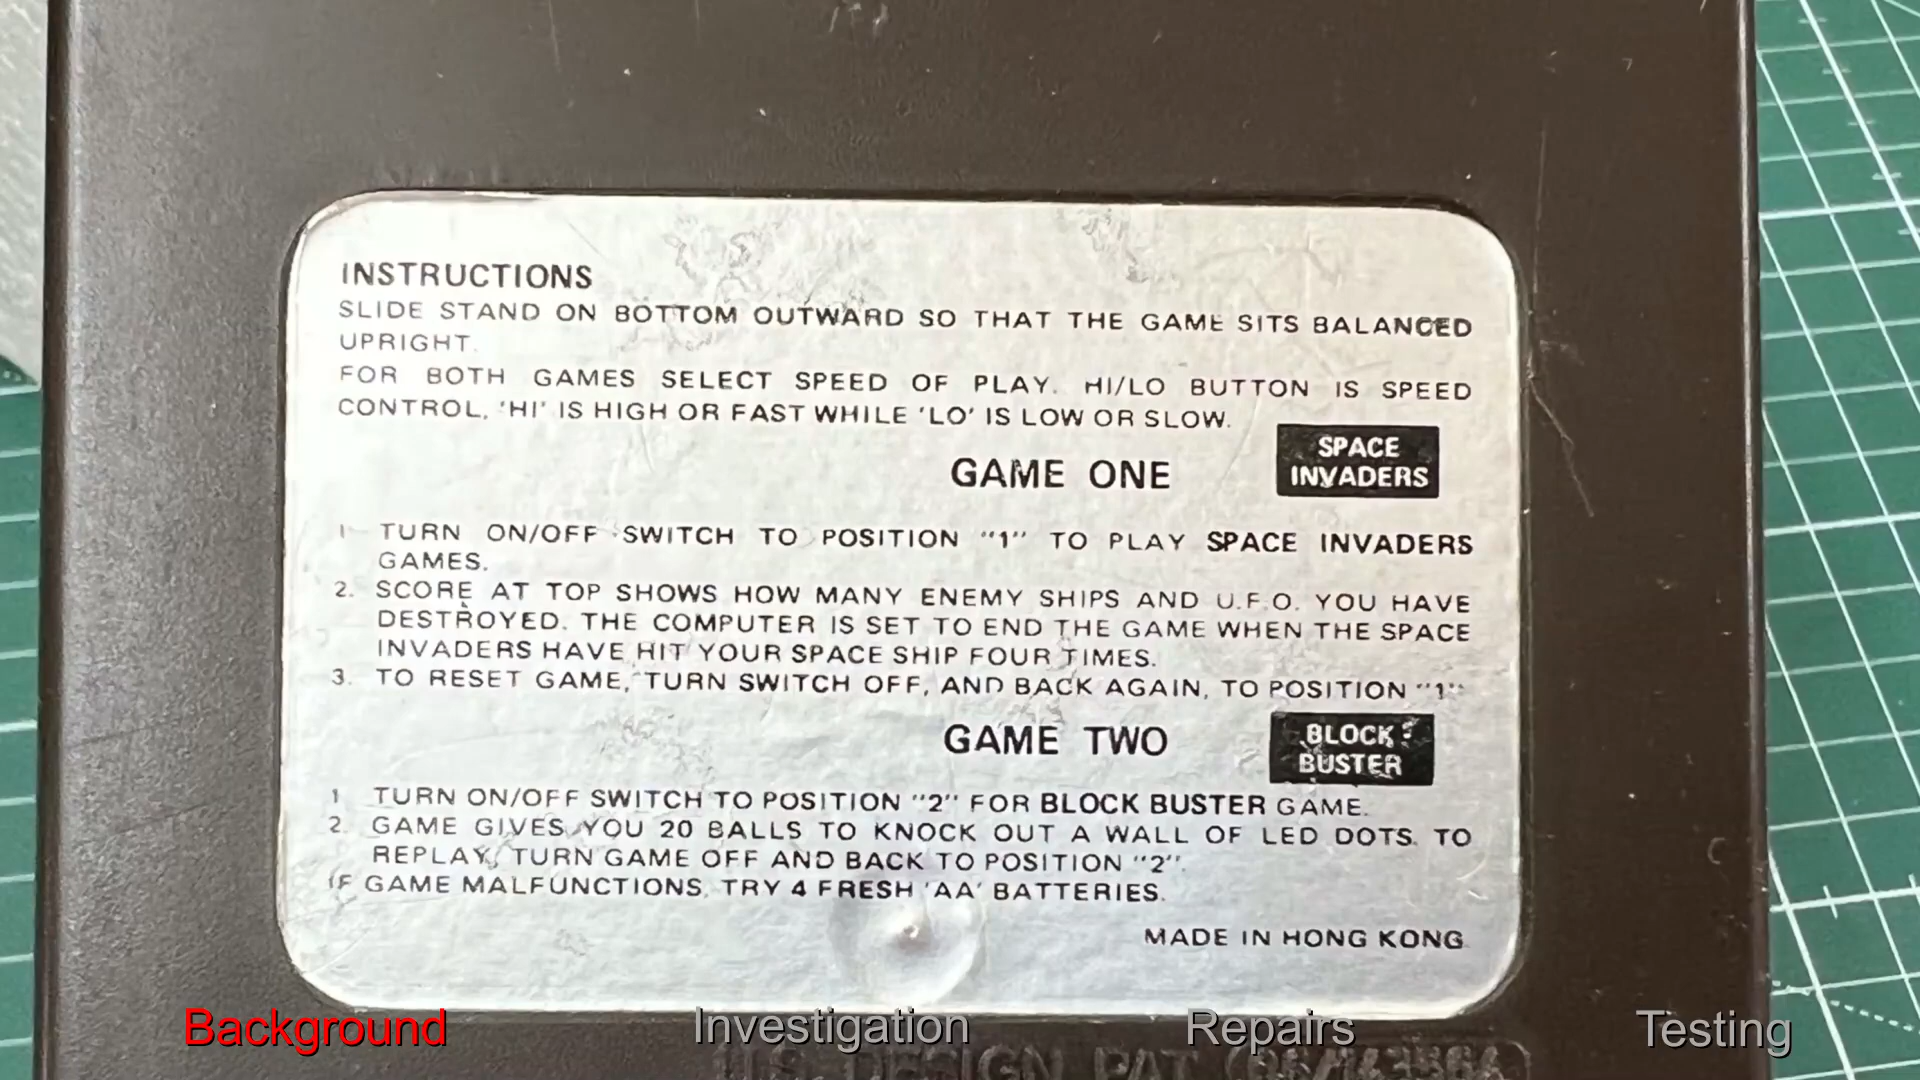 INSTRUCTIONS
SLIDE STAND ON BOTTOM OUTWARD SO THAT THE GAME SITS BALANCED
UPRIGHT.
FOR BOTH GAMES SELECT SPEED OF PLAY. HI/LO BUTTON IS SPEED
CONTROL, 'HI' IS HIGH OR FAST WHILE 'LO' IS LOW OR SLOW.
GAME ONE
SPACE
INVADERS
1 TURN ON/OFF SWITCH TO POSITION "1" TO PLAY SPACE INVADERS
GAMES.
2. SCORE AT TOP SHOWS HOW MANY ENEMY SHIPS AND U.F.O. YOU HAVE
DESTROYED. THE COMPUTER IS SET TO END THE GAME WHEN THE SPACE
INVADERS HAVE HIT YOUR SPACE SHIP FOUR TIMES.
3. TO RESET GAME, TURN SWITCH OFF, AND BACK AGAIN, TO POSITION "1"
GAME TWO
BLOCK
BUSTER
1 TURN ON/OFF SWITCH TO POSITION "2" FOR BLOCK BUSTER GAME.
2. GAME GIVES YOU 20 BALLS TO KNOCK OUT A WALL OF LED DOTS. TO
REPLAY, TURN GAME OFF AND BACK TO POSITION "2".
IF GAME MALFUNCTIONS, TRY 4 FRESH 'AA' BATTERIES.
MADE IN HONG KONG
Background Investigation Repairs Testing
U.S. DESIGN PAT